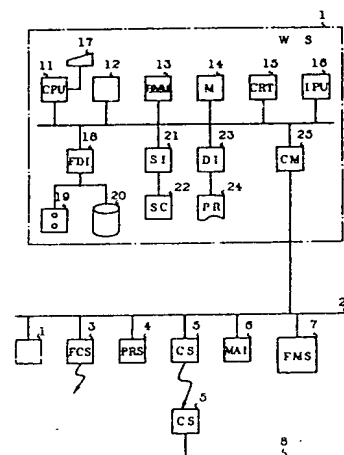 1
W S
17
11 12 13 14 15 16
CPU M CRT IPU
18 21 23 25
FDI SI DI CM
19 20 22 24
SC PR
2
1 3 4 5 6 7
FCS PRS CS MAI FMS
5
CS
8